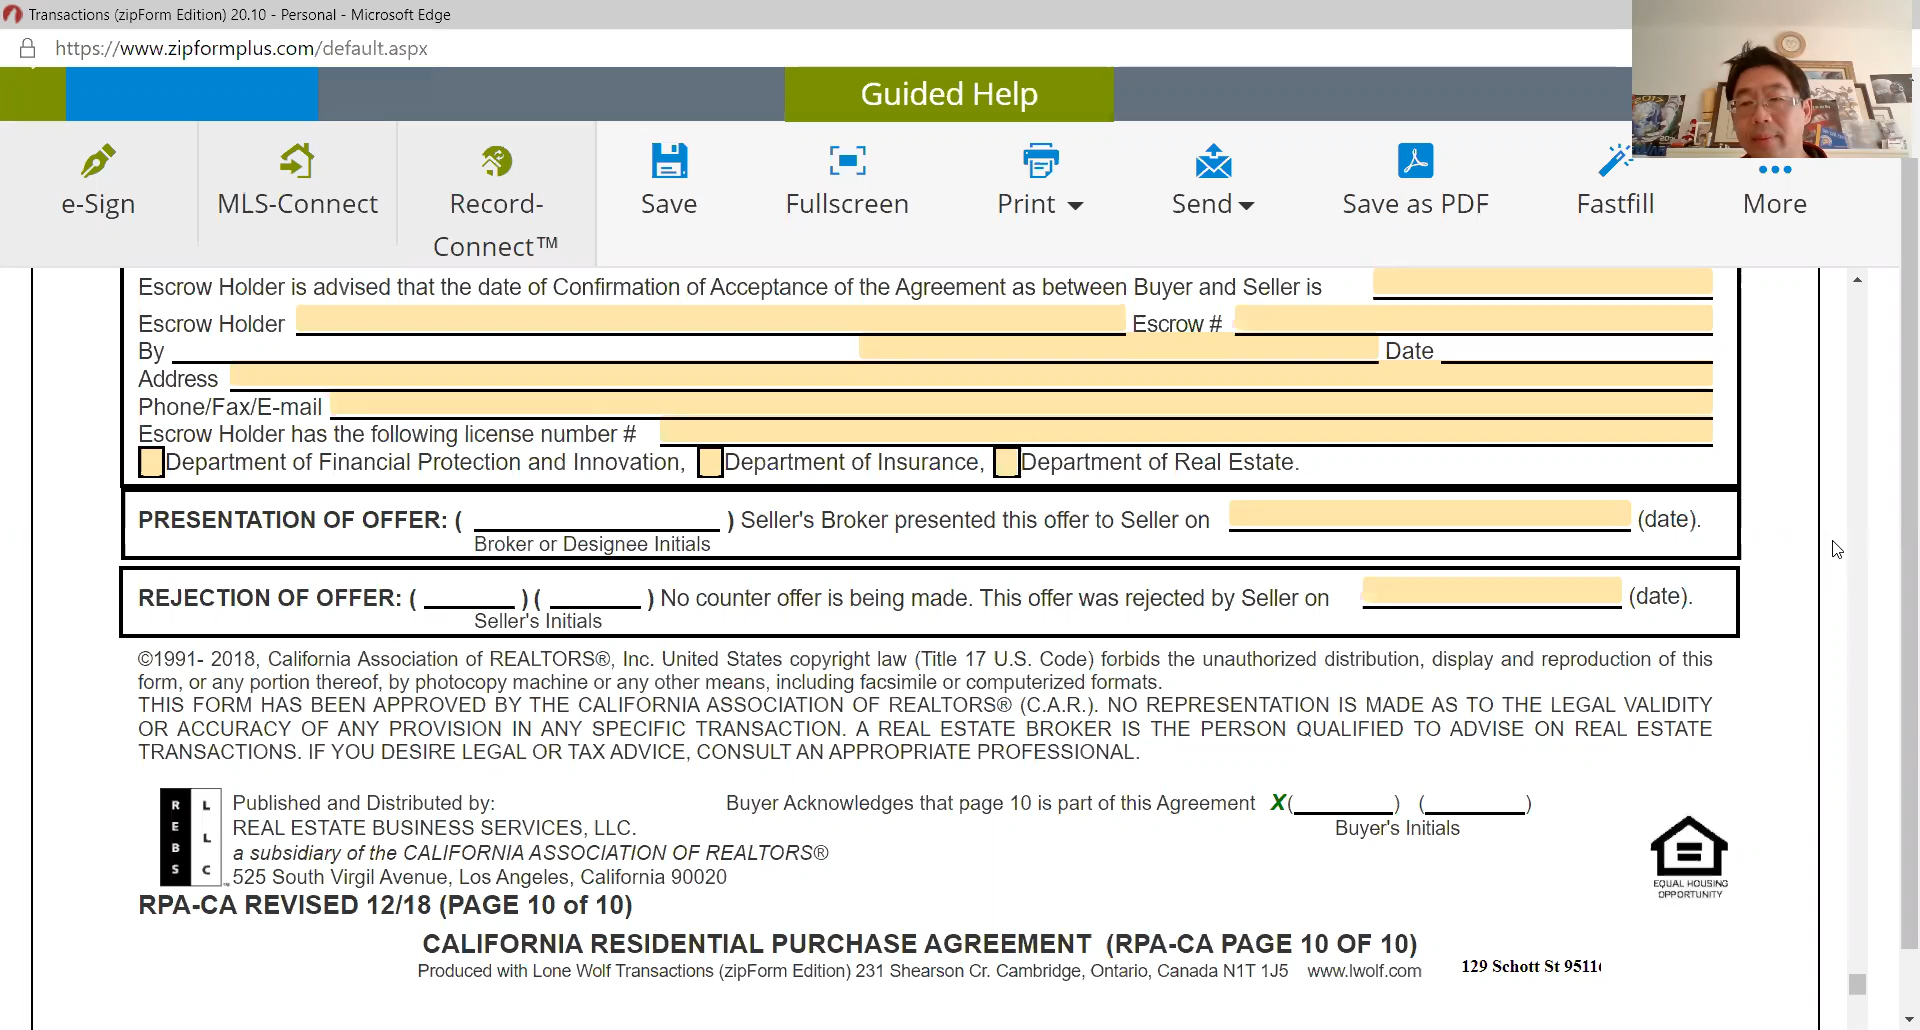 Transactions (zipForm Edition) 20.10 - Personal - Microsoft Edge
https://www.zipformplus.com/default.aspx
Guided Help
e-Sign
MLS-Connect
Record-
Connect™
Save
Fullscreen
Print
Send
Save as PDF
Fastfill
More
Escrow Holder is advised that the date of Confirmation of Acceptance of the Agreement as between Buyer and Seller is
Escrow Holder Escrow #
By Date
Address
Phone/Fax/E-mail
Escrow Holder has the following license number #
Department of Financial Protection and Innovation, Department of Insurance, Department of Real Estate.
PRESENTATION OF OFFER: ( ) Seller's Broker presented this offer to Seller on (date).
Broker or Designee Initials
REJECTION OF OFFER: ( ) ( ) No counter offer is being made. This offer was rejected by Seller on (date).
Seller's Initials
©1991- 2018, California Association of REALTORS®, Inc. United States copyright law (Title 17 U.S. Code) forbids the unauthorized distribution, display and reproduction of this
form, or any portion thereof, by photocopy machine or any other means, including facsimile or computerized formats.
THIS FORM HAS BEEN APPROVED BY THE CALIFORNIA ASSOCIATION OF REALTORS® (C.A.R.). NO REPRESENTATION IS MADE AS TO THE LEGAL VALIDITY
OR ACCURACY OF ANY PROVISION IN ANY SPECIFIC TRANSACTION. A REAL ESTATE BROKER IS THE PERSON QUALIFIED TO ADVISE ON REAL ESTATE
TRANSACTIONS. IF YOU DESIRE LEGAL OR TAX ADVICE, CONSULT AN APPROPRIATE PROFESSIONAL.
REBS LLC
Published and Distributed by:
REAL ESTATE BUSINESS SERVICES, LLC.
a subsidiary of the CALIFORNIA ASSOCIATION OF REALTORS®
525 South Virgil Avenue, Los Angeles, California 90020
Buyer Acknowledges that page 10 is part of this Agreement X( ) ( )
Buyer's Initials
EQUAL HOUSING
OPPORTUNITY
RPA-CA REVISED 12/18 (PAGE 10 of 10)
CALIFORNIA RESIDENTIAL PURCHASE AGREEMENT (RPA-CA PAGE 10 OF 10)
Produced with Lone Wolf Transactions (zipForm Edition) 231 Shearson Cr. Cambridge, Ontario, Canada N1T 1J5 www.lwolf.com
129 Schott St 95116